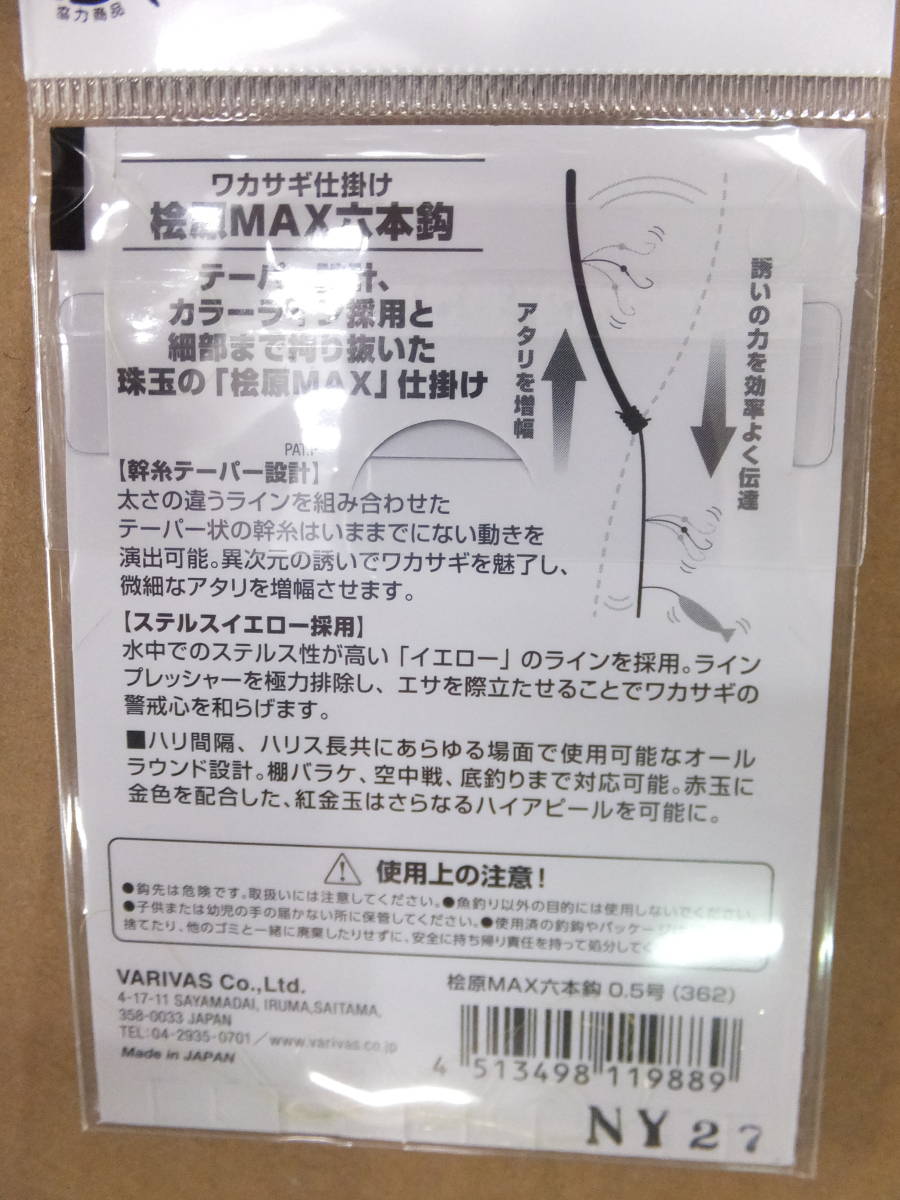 協力商品
ワカサギ仕掛け
桧原MAX六本鈎
テーパー設計、
カラーライン採用と
細部まで拘り抜いた
珠玉の「桧原MAX」仕掛け
アタリを増幅
誘いの力を効率よく伝達
PAT.P
【幹糸テーパー設計】
太さの違うラインを組み合わせた
テーパー状の幹糸はいままでにない動きを
演出可能。異次元の誘いでワカサギを魅了し、
微細なアタリを増幅させます。
【ステルスイエロー採用】
水中でのステルス性が高い「イエロー」のラインを採用。ライン
プレッシャーを極力排除し、エサを際立たせることでワカサギの
警戒心を和らげます。
■ハリ間隔、ハリス長共にあらゆる場面で使用可能なオール
ラウンド設計。棚バラケ、空中戦、底釣りまで対応可能。赤玉に
金色を配合した、紅金玉はさらなるハイアピールを可能に。
使用上の注意！
●鈎先は危険です。取扱いには注意してください。●魚釣り以外の目的には使用しないでください。
●子供または幼児の手の届かない所に保管してください。●使用済の釣鈎やパッケージは
捨てたり、他のゴミと一緒に廃棄したりせずに、安全に持ち帰り責任を持って処分してく
VARIVAS Co.,Ltd.
4-17-11 SAYAMADAI, IRUMA,SAITAMA,
358-0033 JAPAN
TEL:04-2935-0701／www.varivas.co.jp
Made in JAPAN
桧原MAX六本鈎 0.5号（362）
4 513498 119889
NY27